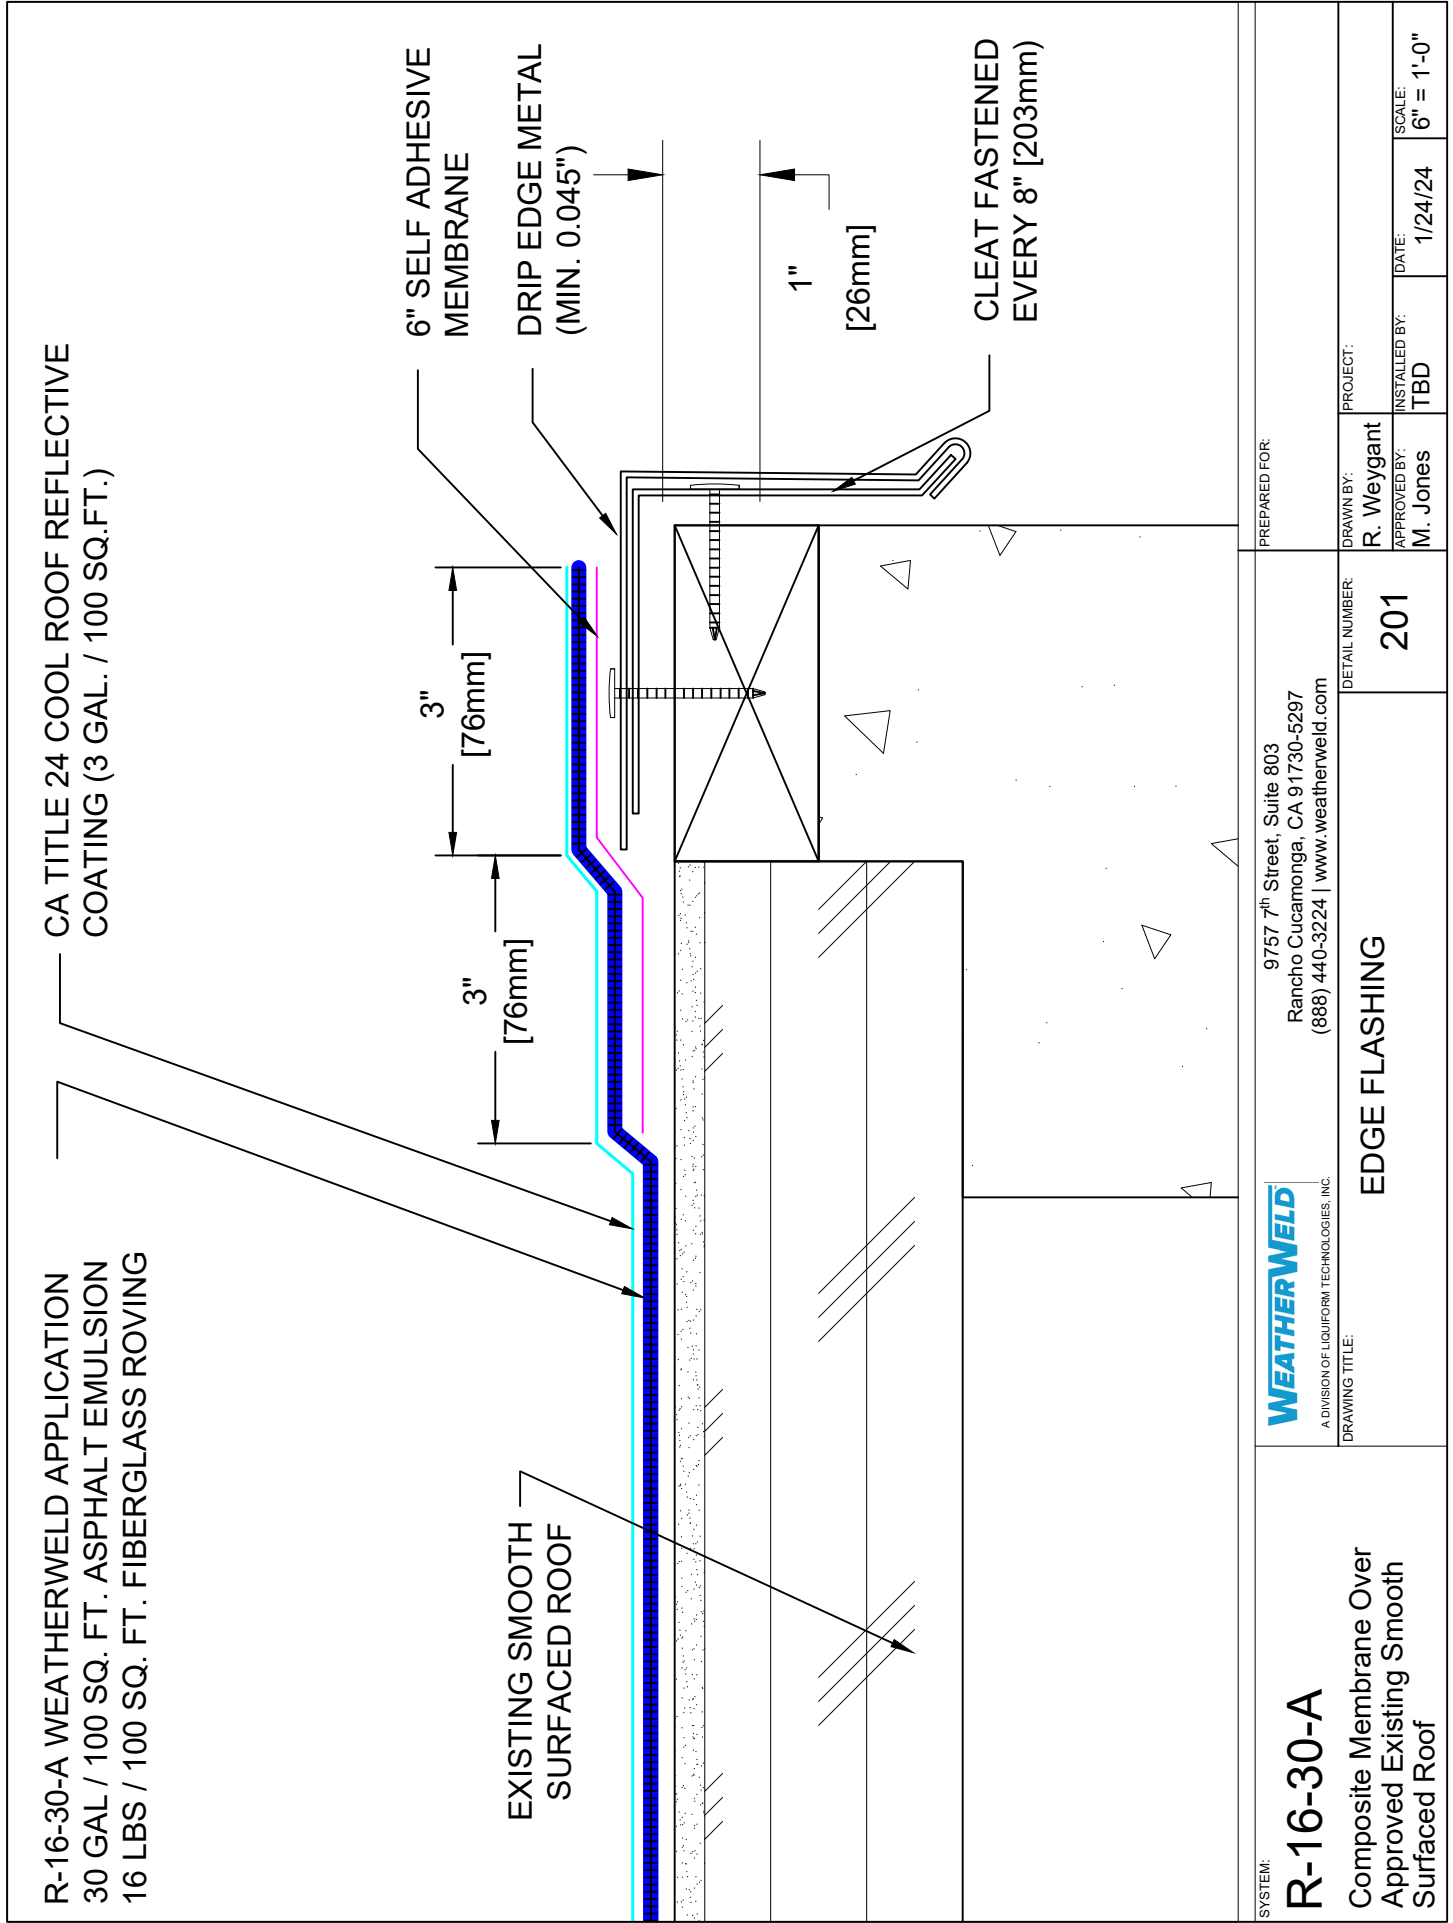 R-16-30-A WEATHERWELD APPLICATION
30 GAL / 100 SQ. FT. ASPHALT EMULSION
16 LBS / 100 SQ. FT. FIBERGLASS ROVING
CA TITLE 24 COOL ROOF REFLECTIVE
COATING (3 GAL. / 100 SQ.FT.)
6" SELF ADHESIVE
MEMBRANE
DRIP EDGE METAL
(MIN. 0.045")
3"
[76mm]
3"
[76mm]
EXISTING SMOOTH
SURFACED ROOF
1"
[26mm]
CLEAT FASTENED
EVERY 8" [203mm)
SYSTEM:
R-16-30-A
Composite Membrane Over
Approved Existing Smooth
Surfaced Roof
WEATHERWELD
A DIVISION OF LIQUIFORM TECHNOLOGIES, INC.
9757 7th Street, Suite 803
Rancho Cucamonga, CA 91730-5297
(888) 440-3224 | www.weatherweld.com
DRAWING TITLE:
EDGE FLASHING
DETAIL NUMBER:
201
PREPARED FOR:
DRAWN BY:
R. Weygant
PROJECT:
APPROVED BY:
M. Jones
INSTALLED BY:
TBD
DATE:
1/24/24
SCALE:
6" = 1'-0"